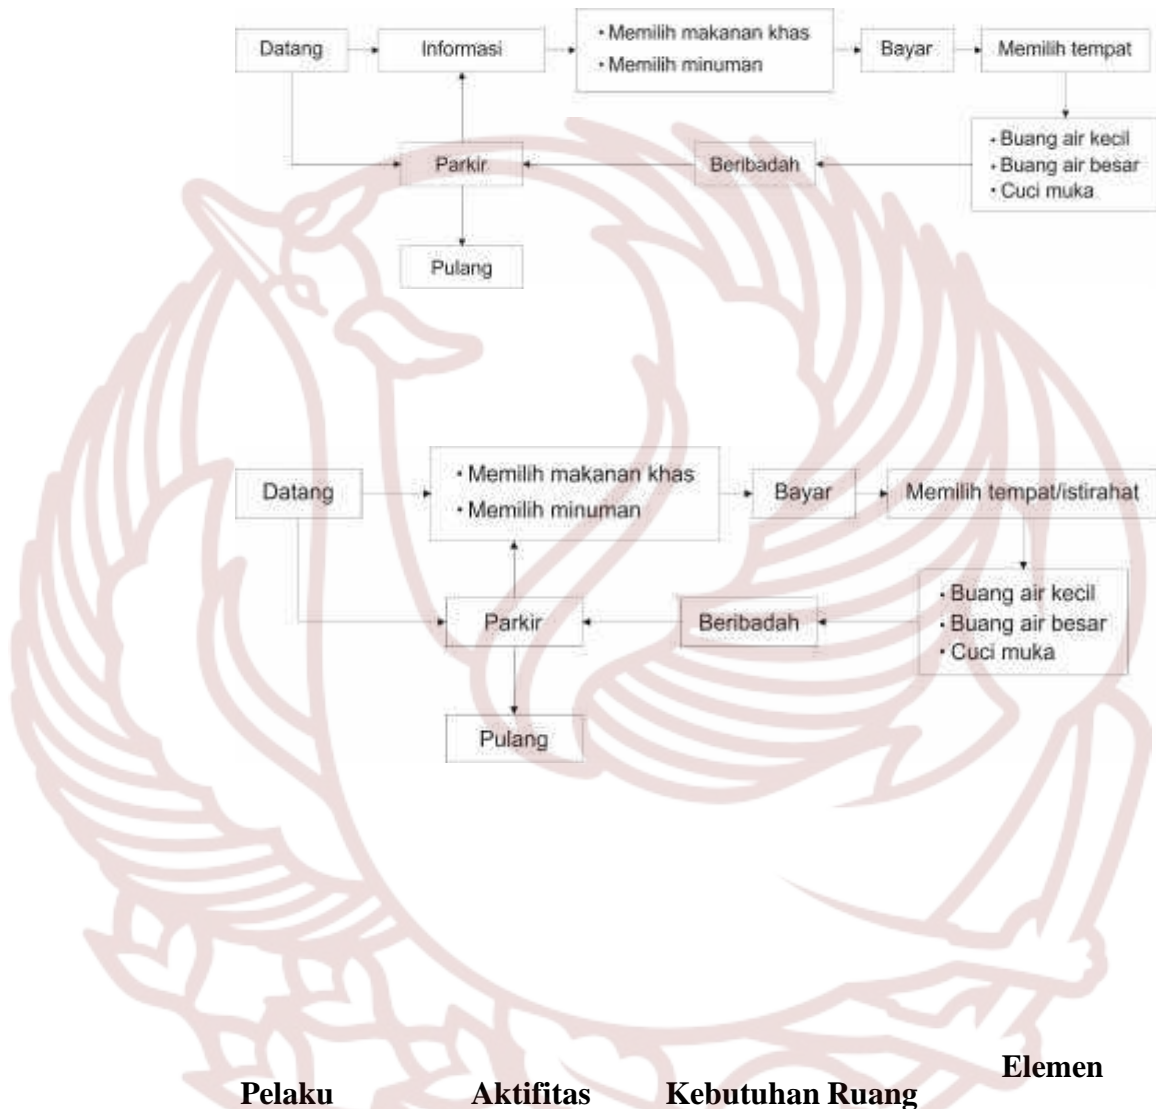 Datang
Informasi
• Memilih makanan khas
• Memilih minuman
Bayar
Memilih tempat
• Buang air kecil
• Buang air besar
• Cuci muka
Beribadah
Parkir
Pulang
Datang
• Memilih makanan khas
• Memilih minuman
Bayar
Memilih tempat/istirahat
• Buang air kecil
• Buang air besar
• Cuci muka
Beribadah
Parkir
Pulang
Pelaku Aktifitas Kebutuhan Ruang Elemen